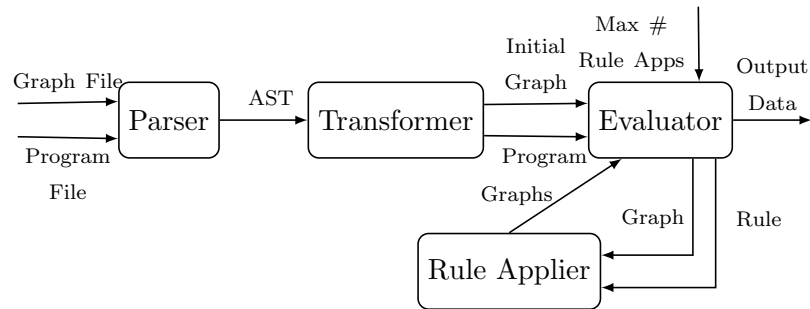 Max #
Rule Apps
Initial
Graph
Output
Data
Graph File
AST
Parser
Transformer
Evaluator
Program
File
Program
Graphs
Graph
Rule
Rule Applier